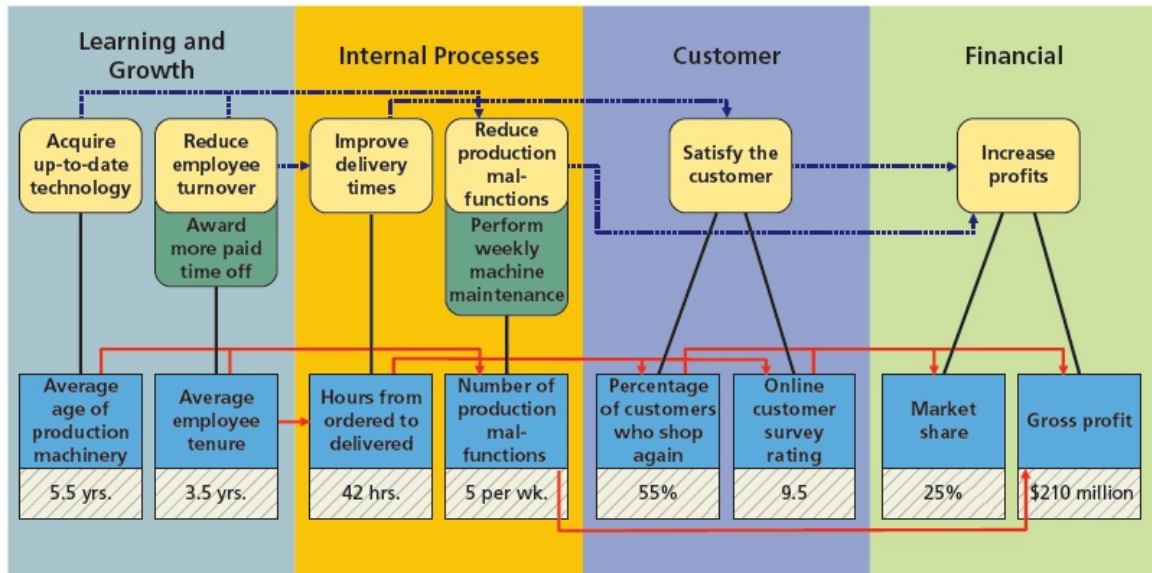 Learning and
Growth
Internal Processes
Customer
Financial
Acquire
up-to-date
technology
Reduce
employee
turnover
Award
more paid
time off
Improve
delivery
times
Reduce
production
mal-
functions
Perform
weekly
machine
maintenance
Satisfy the
customer
Increase
profits
Average
age of
production
machinery
5.5 yrs.
Average
employee
tenure
3.5 yrs.
Hours from
ordered to
delivered
42 hrs.
Number of
production
mal-
functions
5 per wk.
Percentage
of customers
who shop
again
55%
Online
customer
survey
rating
9.5
Market
share
25%
Gross profit
$210 million